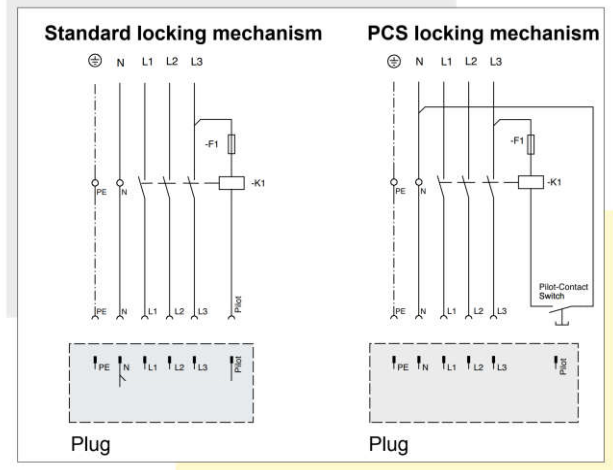 Standard locking mechanism
N L1 L2 L3
-F1
-K1
PE N
PE N L1 L2 L3 Pilot
PE N L1 L2 L3 Pilot
Plug
PCS locking mechanism
N L1 L2 L3
-F1
-K1
PE N
Pilot-Contact
Switch
PE N L1 L2 L3
PE N L1 L2 L3 Pilot
Plug